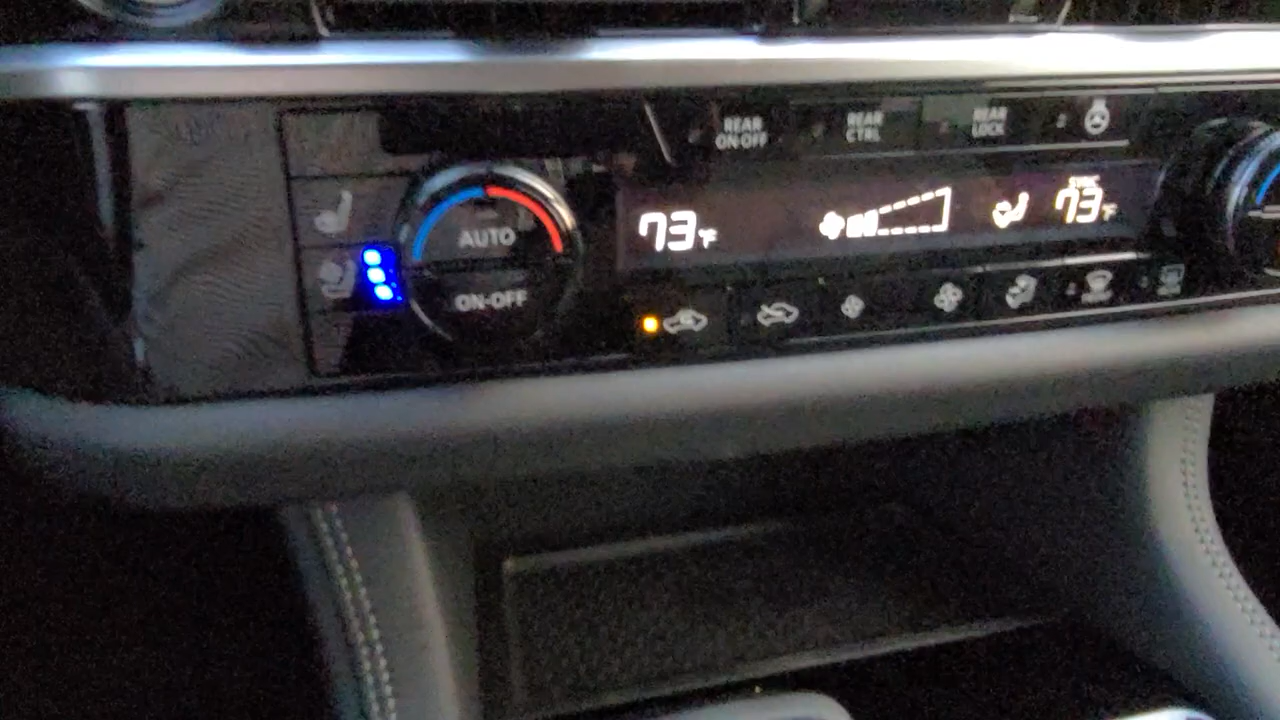 REAR
ON·OFF
REAR
CTRL
REAR
LOCK
SYNC
73°F
73°F
AUTO
ON·OFF